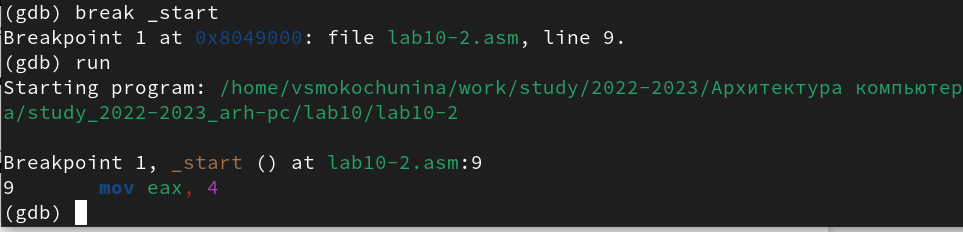 (gdb) break _start
Breakpoint 1 at 0x8049000: file lab10-2.asm, line 9.
(gdb) run
Starting program: /home/vsmokochunina/work/study/2022-2023/Архитектура компьютер
а/study_2022-2023_arh-pc/lab10/lab10-2
Breakpoint 1, _start () at lab10-2.asm:9
9       mov eax, 4
(gdb)